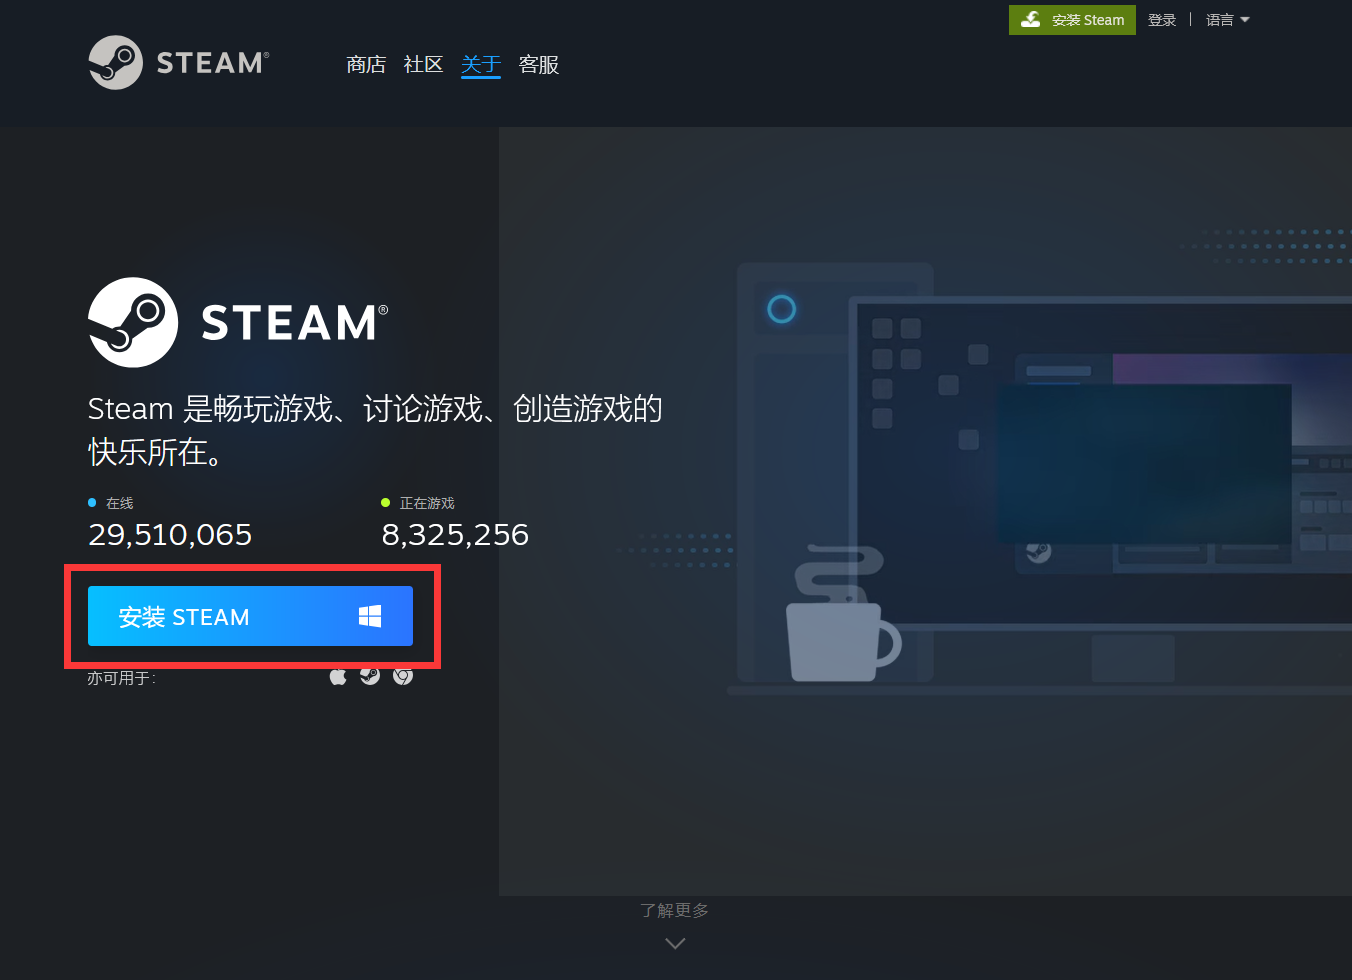 安装 Steam
登录 | 语言
STEAM®
商店 社区 关于 客服
STEAM®
Steam 是畅玩游戏、讨论游戏、创造游戏的
快乐所在。
在线
29,510,065
正在游戏
8,325,256
安装 STEAM
亦可用于:
了解更多